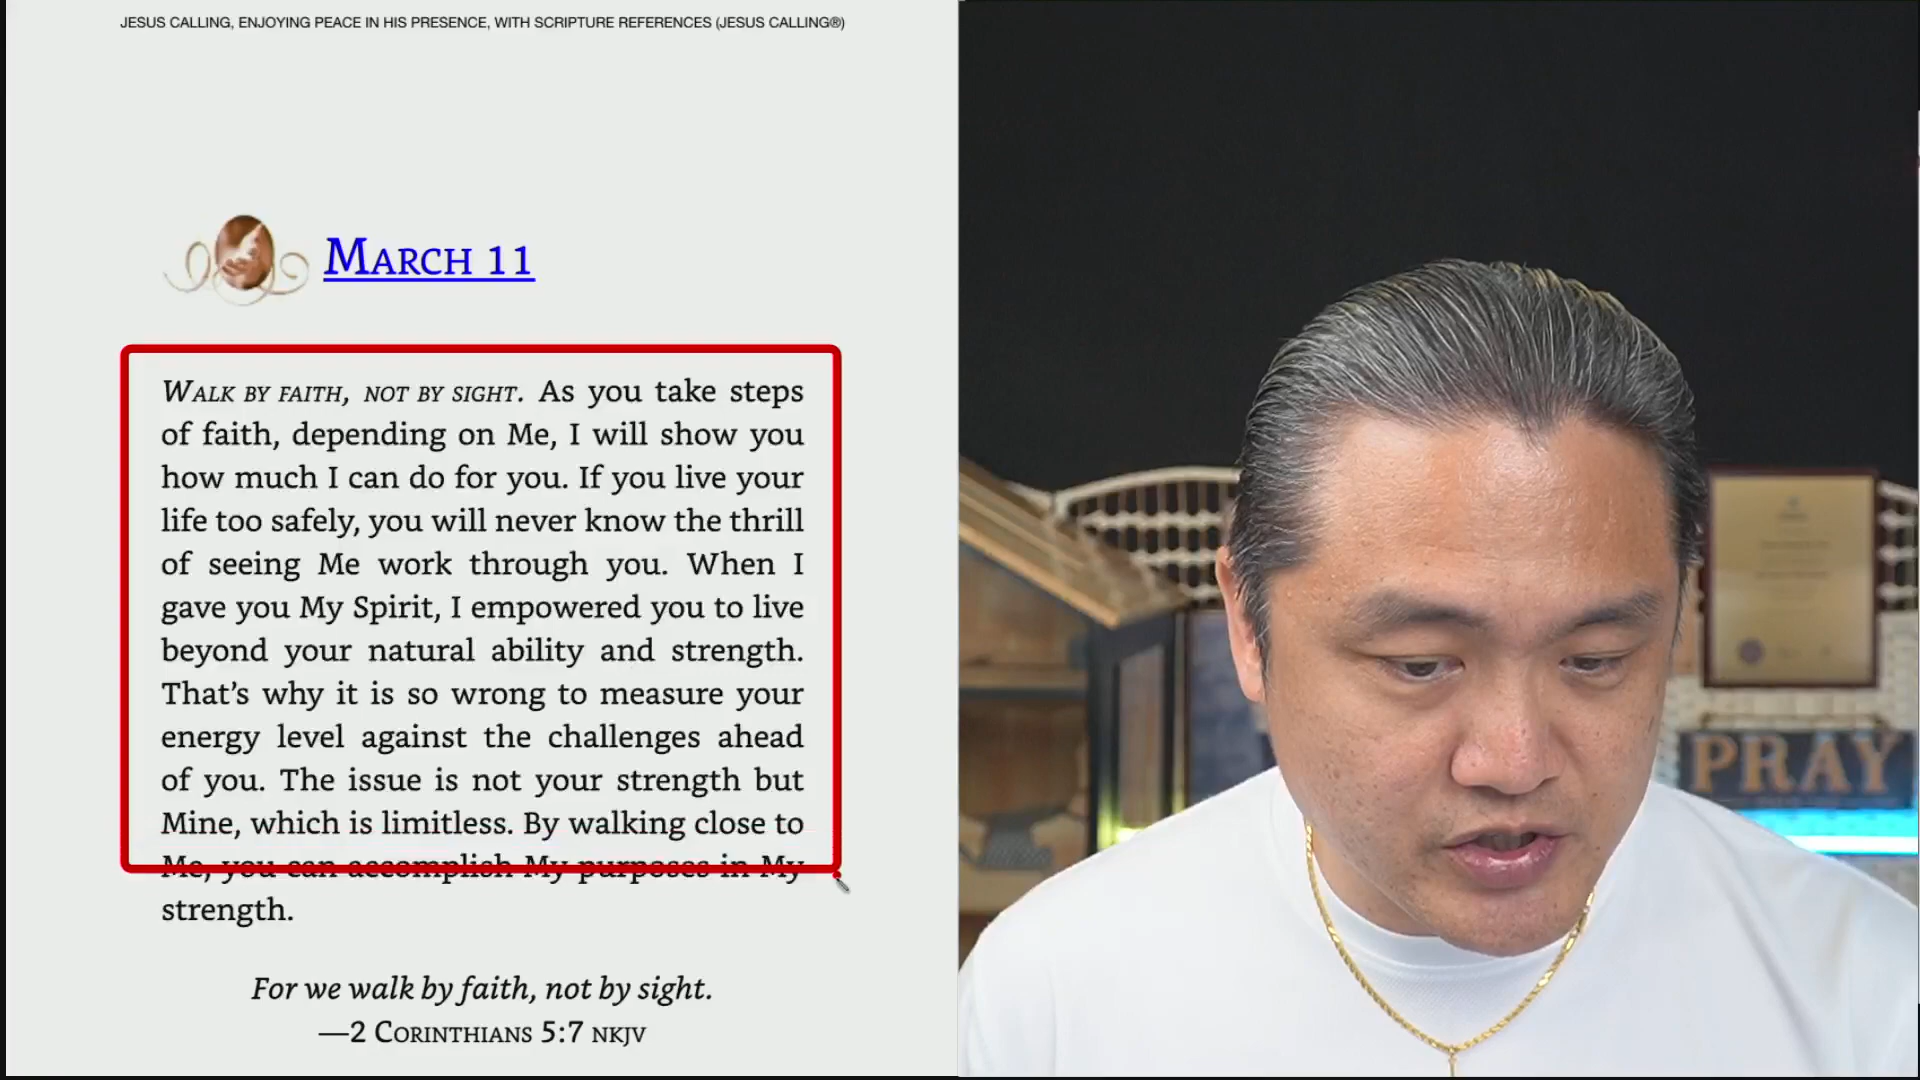 JESUS CALLING, ENJOYING PEACE IN HIS PRESENCE, WITH SCRIPTURE REFERENCES (JESUS CALLING®)
MARCH 11
WALK BY FAITH, NOT BY SIGHT. As you take steps
of faith, depending on Me, I will show you
how much I can do for you. If you live your
life too safely, you will never know the thrill
of seeing Me work through you. When I
gave you My Spirit, I empowered you to live
beyond your natural ability and strength.
That’s why it is so wrong to measure your
energy level against the challenges ahead
of you. The issue is not your strength but
Mine, which is limitless. By walking close to
Me, you can accomplish My purposes in My
strength.
For we walk by faith, not by sight.
—2 CORINTHIANS 5:7 NKJV
PRAY